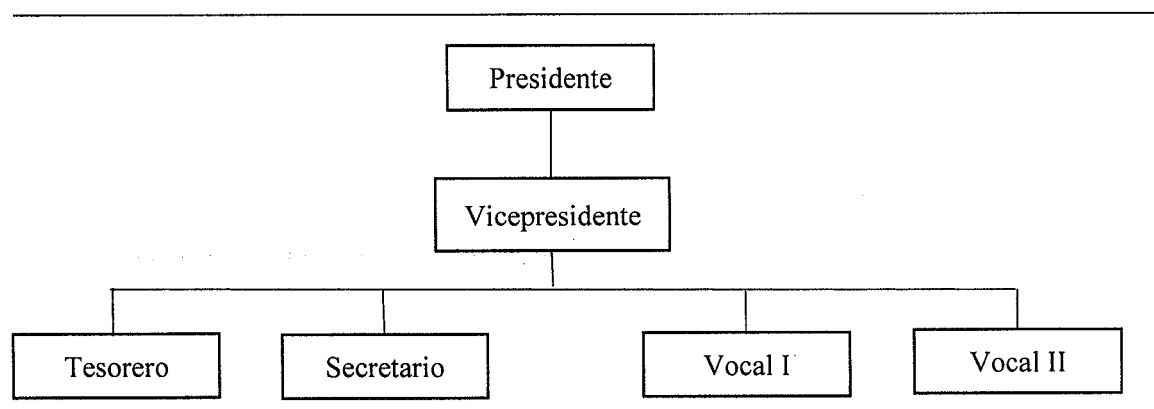 Presidente
Vicepresidente
Tesorero
Secretario
Vocal I
Vocal II